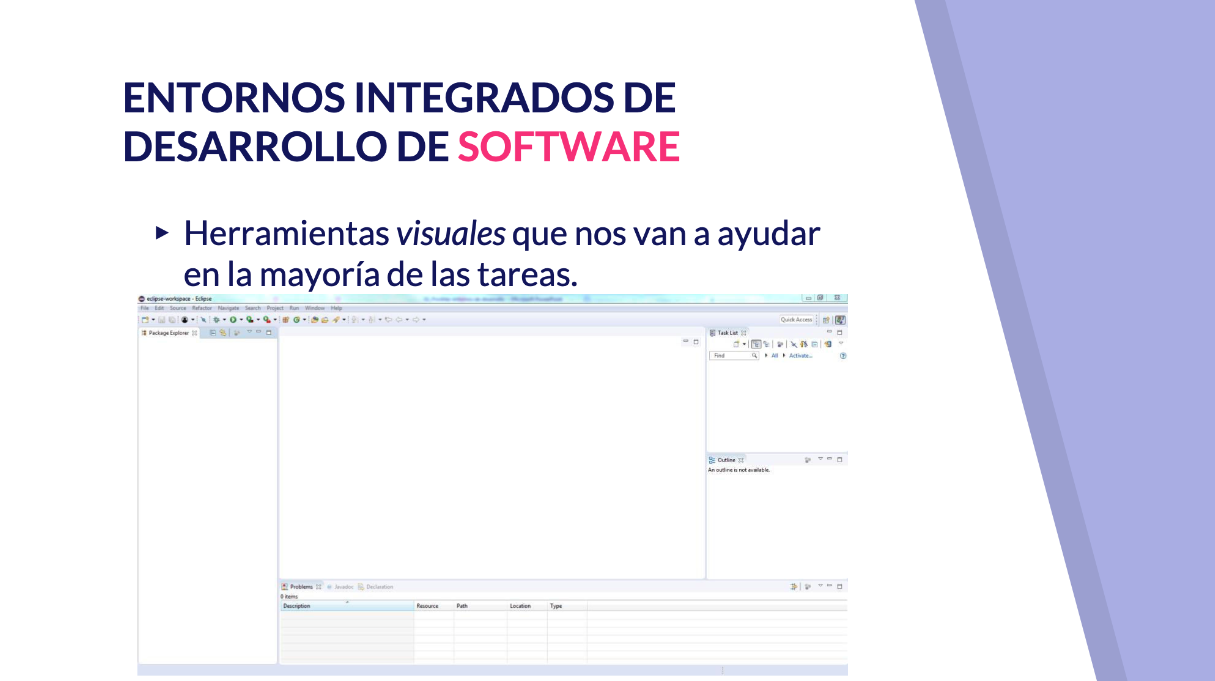 ENTORNOS INTEGRADOS DE
DESARROLLO DE SOFTWARE
▸ Herramientas visuales que nos van a ayudar
en la mayoría de las tareas.
eclipse-workspace - Eclipse
File Edit Source Refactor Navigate Search Project Run Window Help
Quick Access
Package Explorer
Task List
Find
All
Activate...
Outline
An outline is not available.
Problems
Javadoc
Declaration
0 items
Description Resource Path Location Type